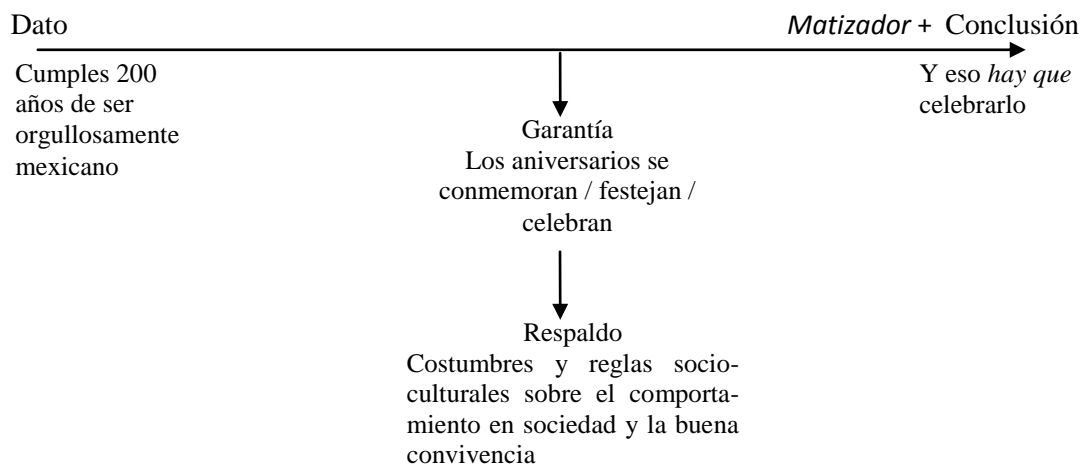 Dato
Matizador + Conclusión
Cumples 200
años de ser
orgullosamente
mexicano
Y eso hay que
celebrarlo
Garantía
Los aniversarios se
conmemoran / festejan /
celebran
Respaldo
Costumbres y reglas socio-
culturales sobre el comporta-
miento en sociedad y la buena
convivencia